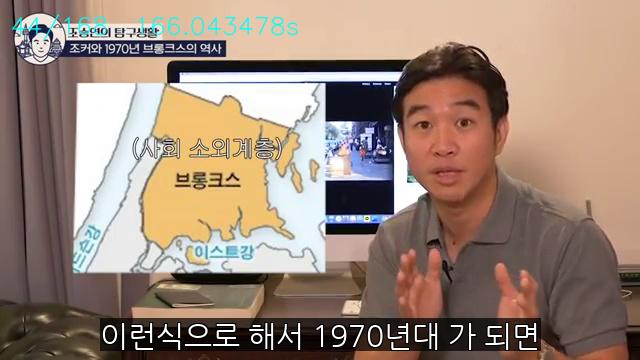 44/168 166.043478s
조승연의 탐구생활
조커와 1970년 브롱크스의 역사
(사회 소외계층)
브롱크스
이스트강
이런식으로 해서 1970년대 가 되면